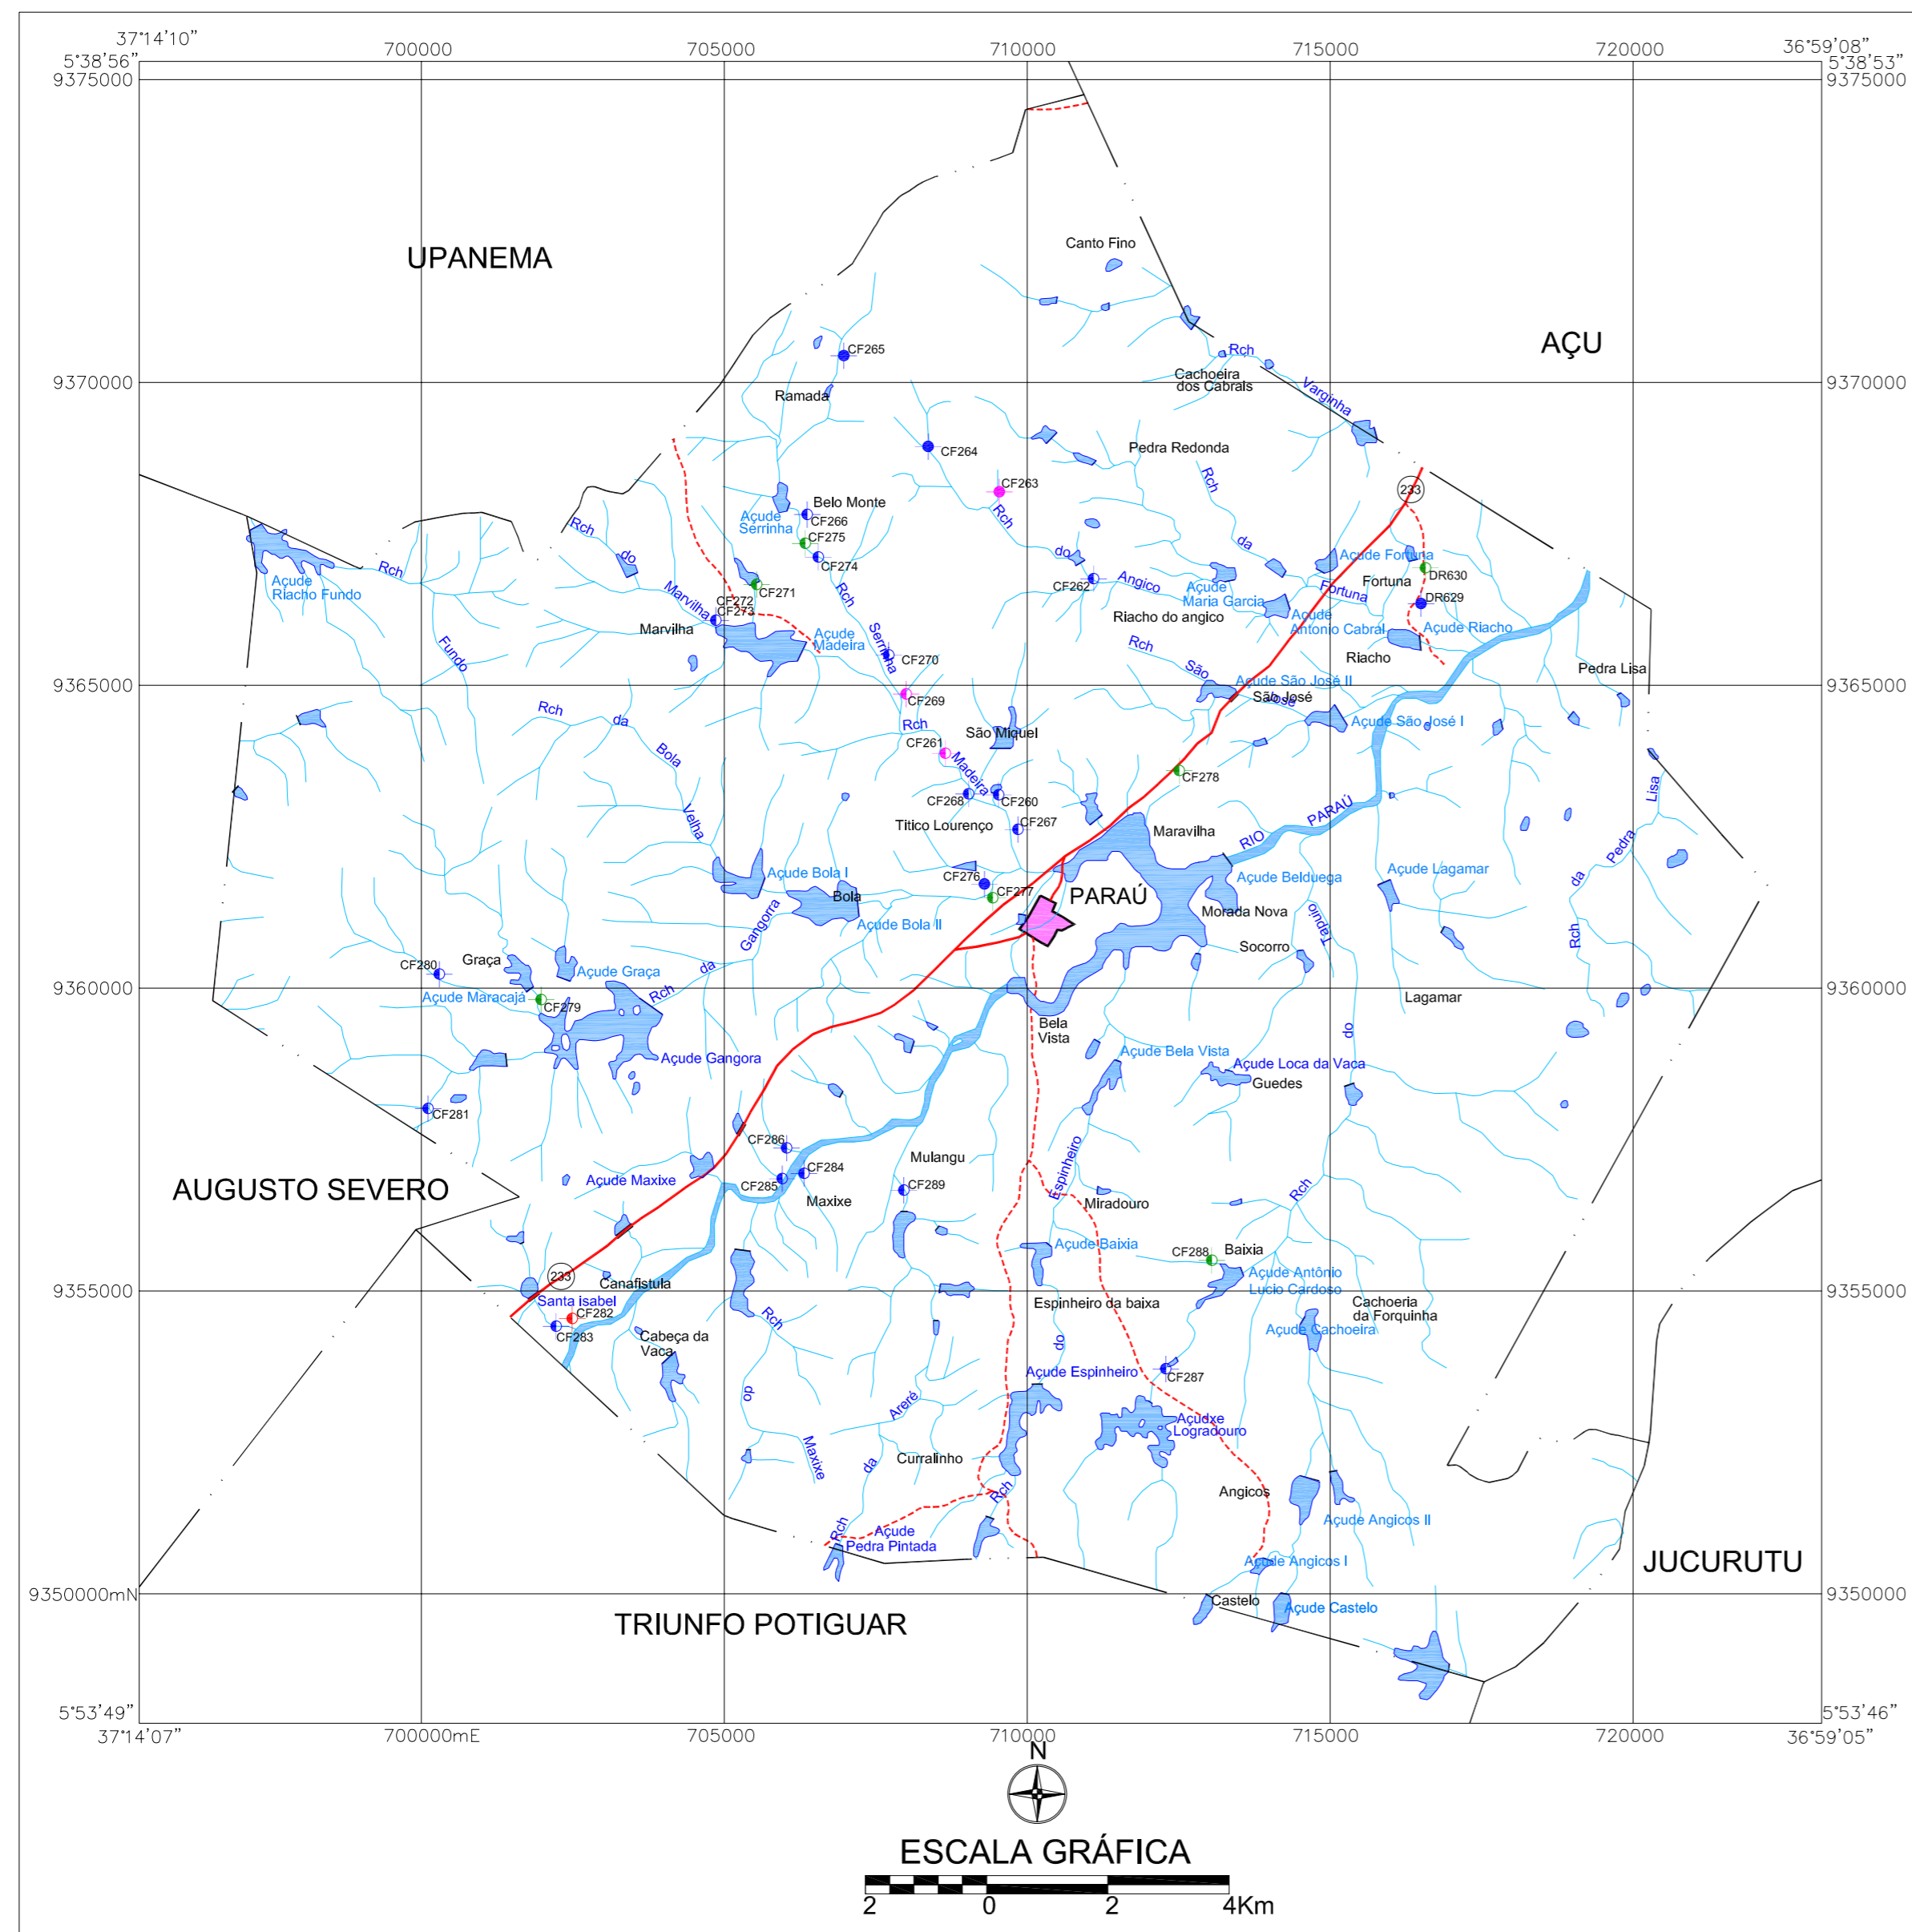 37°14'10"
700000
705000
710000
715000
720000
36°59'08"
5°38'56"
5°38'53"
9375000
9375000
Canto Fino
UPANEMA
AÇU
CF265
Rch
9370000
9370000
Cachoeira
dos Cabrals
Varginha
Ramada
CF264
Pedra Redonda
Rch
233
CF263
Belo Monte
Açude
Serrinha
CF266
Rch
Rch
do
CF275
da
do
CF274
Açude Fortuna
Rch
Açude
Riacho Fundo
CF262
Angico
Açude
Maria Garcia
Fortuna
DR630
CF271
Fortuna
Rch
Marvilha
CF272
CF273
DR629
Riacho do angico
Açude
Antonio Cabral
Açude Riacho
Marvilha
Açude
Madeira
Serrinha
Fundo
CF270
Rch
São
Riacho
Pedra Lisa
9365000
9365000
Açude São José II
CF269
São José
José
Rch
da
Rch
Açude São José I
São Miquel
CF261
Bola
Madeira
CF278
Lisa
CF268
CF260
Velha
Titico Lourenço
CF267
Maravilha
RIO
PARAÚ
Pedra
Açude Bola I
CF276
Açude Lagamar
Açude Belduega
da
CF277
PARAÚ
Bola
Morada Nova
Gangorra
Açude Bola II
Tapuio
Rch
Socorro
CF280
Graça
Açude Graça
da
9360000
9360000
Açude Maracajá
Rch
Lagamar
CF279
Bela
Vista
do
Açude Bela Vista
Açude Gangora
Açude Loca da Vaca
Guedes
CF281
CF286
Espinheiro
Mulangu
CF284
AUGUSTO SEVERO
Açude Maxixe
CF285
CF289
Rch
Maxixe
Miradouro
Açude Baixia
CF288
Baixia
233
Canafistula
Açude Antônio
Lucio Cardoso
9355000
9355000
Santa isabel
Espinheiro da baixa
Cachoeria
da Forquinha
CF282
Rch
CF283
Cabeça da
Vaca
do
Açude Cachoeira
Açude Espinheiro
CF287
do
Areré
Açudxe
Logradouro
Maxixe
Curralinho
da
Rch
Angicos
Açude Angicos II
Rch
Açude
Pedra Pintada
Açude Angicos I
JUCURUTU
9350000mN
9350000
Castelo
Açude Castelo
TRIUNFO POTIGUAR
5°53'49"
5°53'46"
37°14'07"
700000mE
705000
710000
715000
720000
36°59'05"
N
ESCALA GRÁFICA
2 0 2 4Km